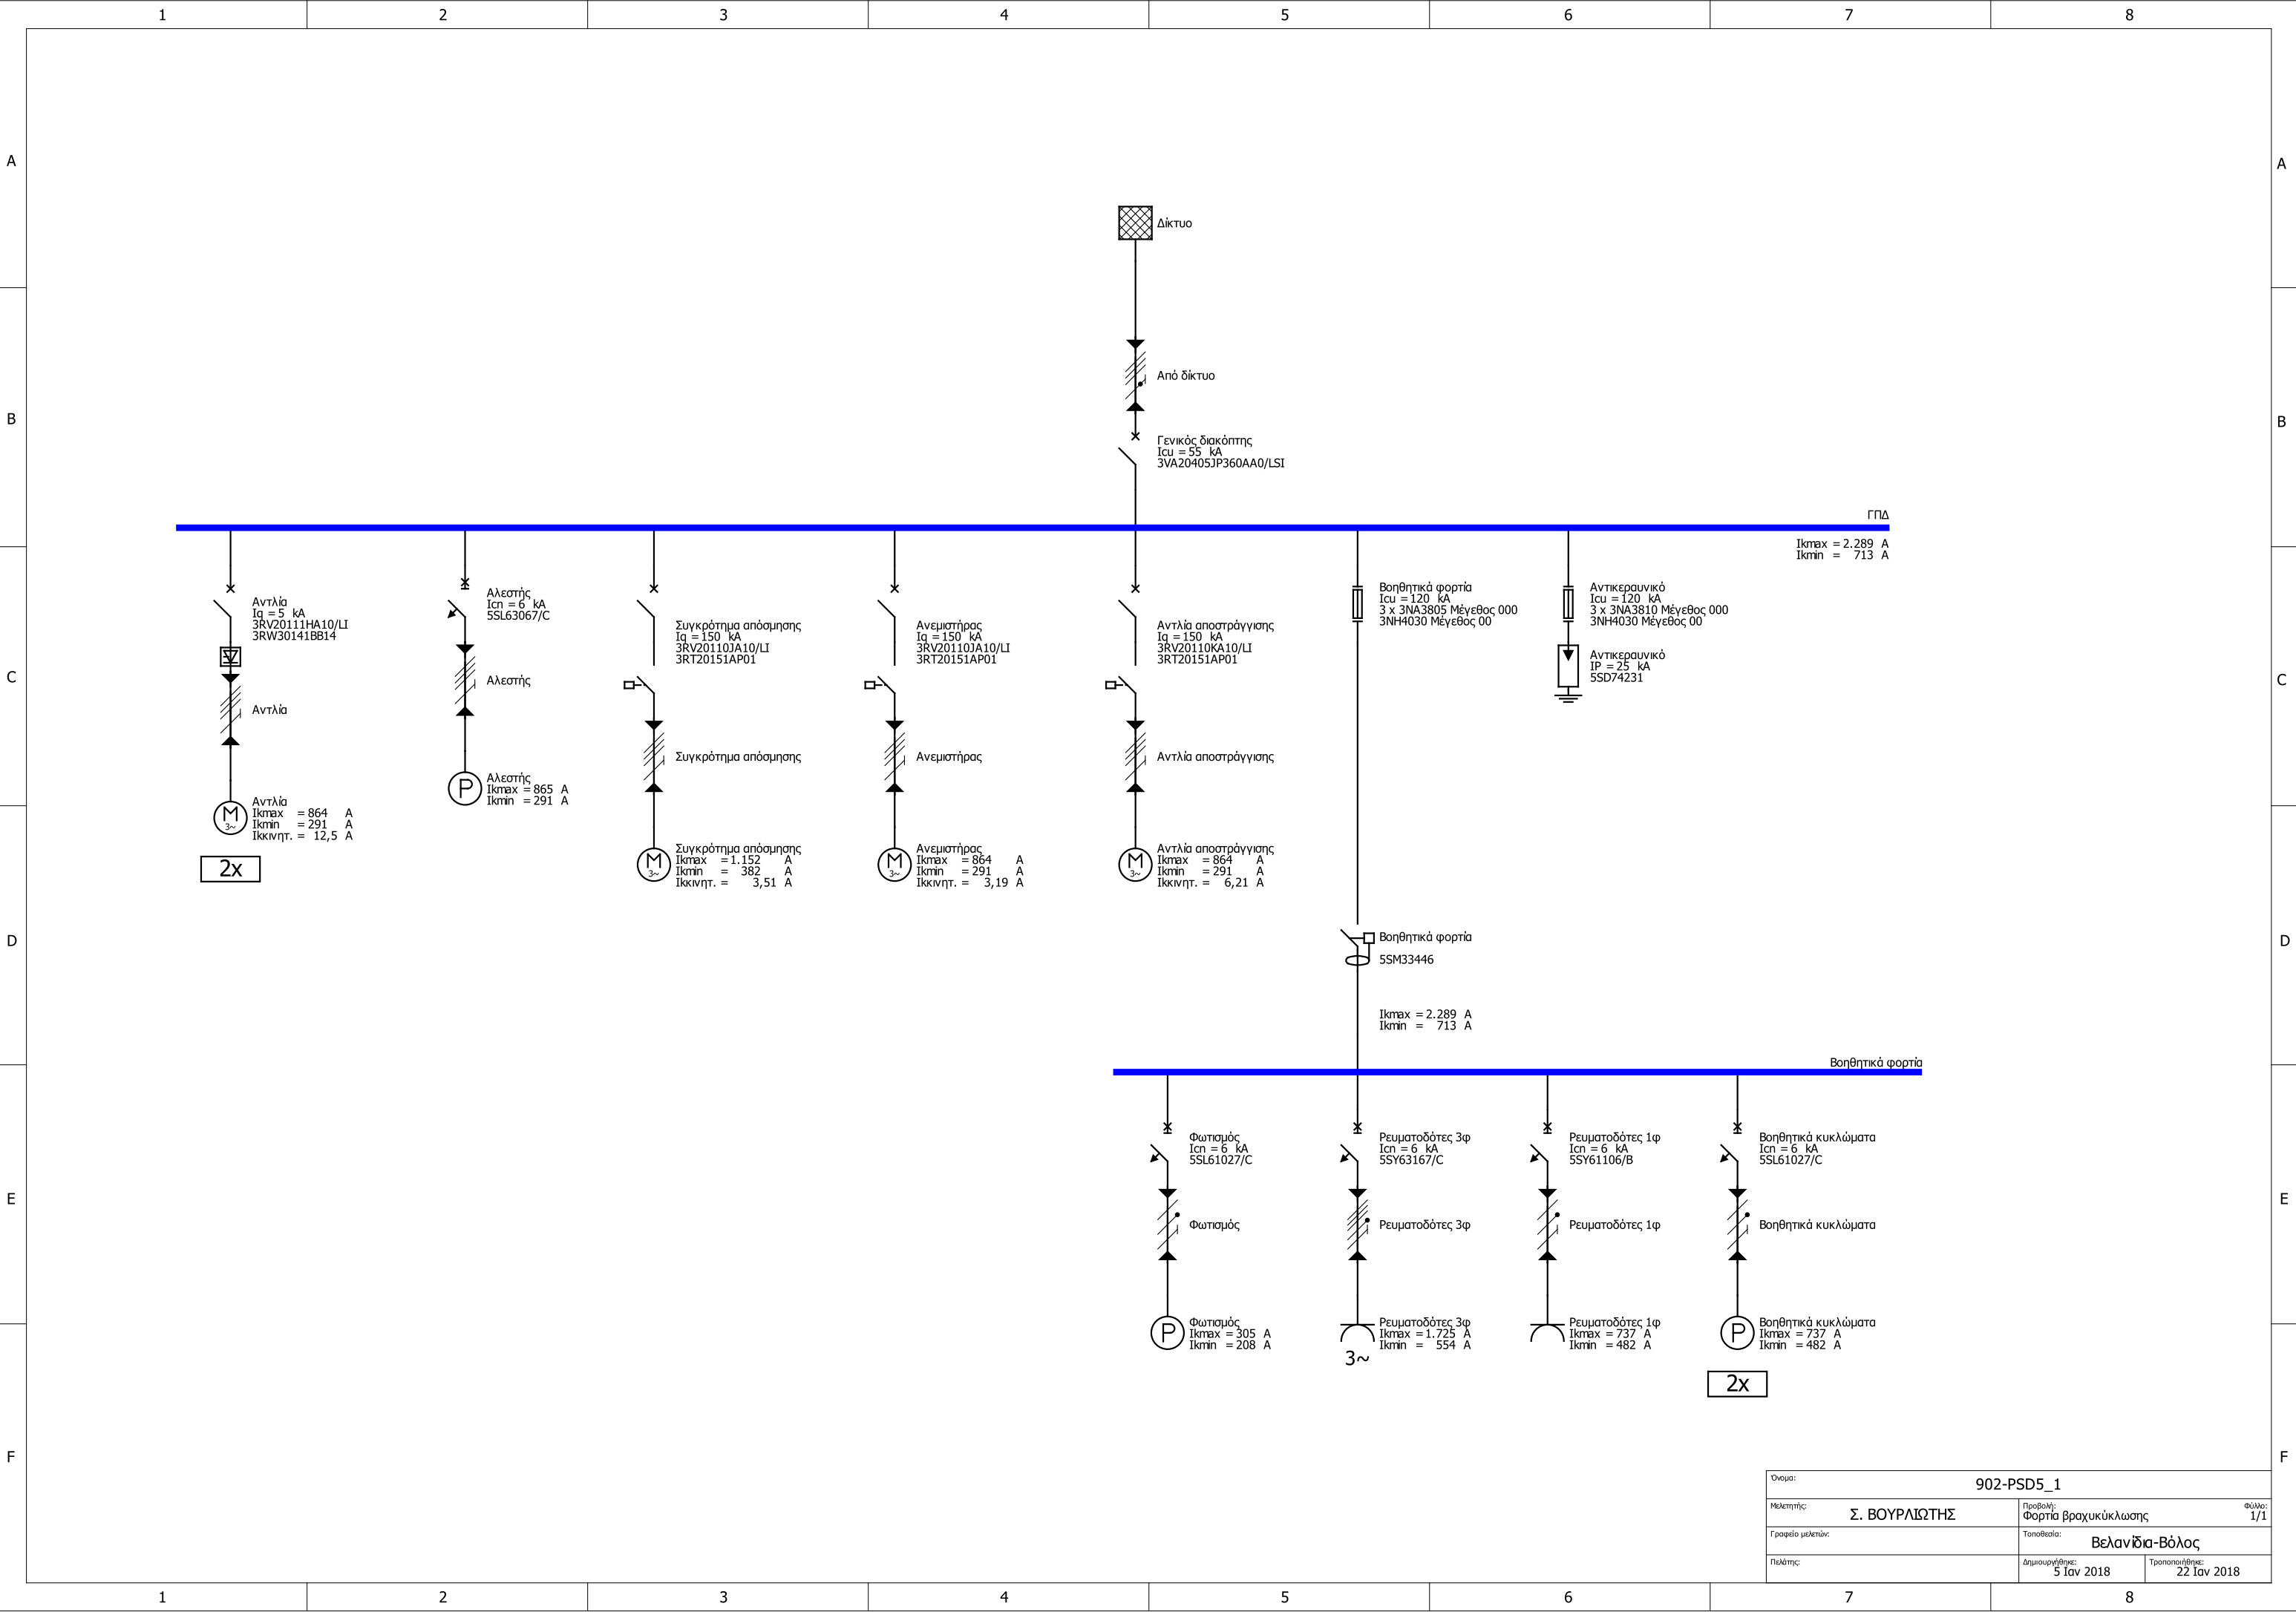 1 2 3 4 5 6 7 8
A A
B B
C C
D D
E E
F F
Δίκτυο
Από δίκτυο
Γενικός διακόπτης
Icu = 55 kA
3VA20405JP360AA0/LSI
ΓΠΔ
Ikmax = 2.289 A
Ikmin = 713 A
Αντλία
Iq = 5 kA
3RV20111HA10/LI
3RW30141BB14
Αντλία
Αντλία
Ikmax = 864 A
Ikmin = 291 A
Ikκινητ. = 12,5 A
M
3~
2x
Αλεστής
Icn = 6 kA
5SL63067/C
Αλεστής
P
Αλεστής
Ikmax = 865 A
Ikmin = 291 A
Συγκρότημα απόσμησης
Iq = 150 kA
3RV20110JA10/LI
3RT20151AP01
Συγκρότημα απόσμησης
M
3~
Συγκρότημα απόσμησης
Ikmax = 1.152 A
Ikmin = 382 A
Ikκινητ. = 3,51 A
Ανεμιστήρας
Iq = 150 kA
3RV20110JA10/LI
3RT20151AP01
Ανεμιστήρας
M
3~
Ανεμιστήρας
Ikmax = 864 A
Ikmin = 291 A
Ikκινητ. = 3,19 A
Αντλία αποστράγγισης
Iq = 150 kA
3RV20110KA10/LI
3RT20151AP01
Αντλία αποστράγγισης
M
3~
Αντλία αποστράγγισης
Ikmax = 864 A
Ikmin = 291 A
Ikκινητ. = 6,21 A
Βοηθητικά φορτία
Icu = 120 kA
3 x 3NA3805 Μέγεθος 000
3NH4030 Μέγεθος 00
Αντικεραυνικό
Icu = 120 kA
3 x 3NA3810 Μέγεθος 000
3NH4030 Μέγεθος 00
Αντικεραυνικό
IP = 25 kA
5SD74231
Βοηθητικά φορτία
5SM33446
Ikmax = 2.289 A
Ikmin = 713 A
Βοηθητικά φορτία
Φωτισμός
Icn = 6 kA
5SL61027/C
Φωτισμός
P
Φωτισμός
Ikmax = 305 A
Ikmin = 208 A
Ρευματοδότες 3φ
Icn = 6 kA
5SY63167/C
Ρευματοδότες 3φ
Ρευματοδότες 3φ
Ikmax = 1.725 A
Ikmin = 554 A
3~
Ρευματοδότες 1φ
Icn = 6 kA
5SY61106/B
Ρευματοδότες 1φ
Ρευματοδότες 1φ
Ikmax = 737 A
Ikmin = 482 A
Βοηθητικά κυκλώματα
Icn = 6 kA
5SL61027/C
Βοηθητικά κυκλώματα
P
Βοηθητικά κυκλώματα
Ikmax = 737 A
Ikmin = 482 A
2x
Όνομα:
902-PSD5_1
Μελετητής:
Σ. ΒΟΥΡΛΙΩΤΗΣ
Προβολή:
Φορτία βραχυκύκλωσης
Φύλλο:
1/1
Γραφείο μελετών:
Τοποθεσία:
Βελανίδια-Βόλος
Πελάτης:
Δημιουργήθηκε:
5 Ιαν 2018
Τροποποιήθηκε:
22 Ιαν 2018
1 2 3 4 5 6 7 8